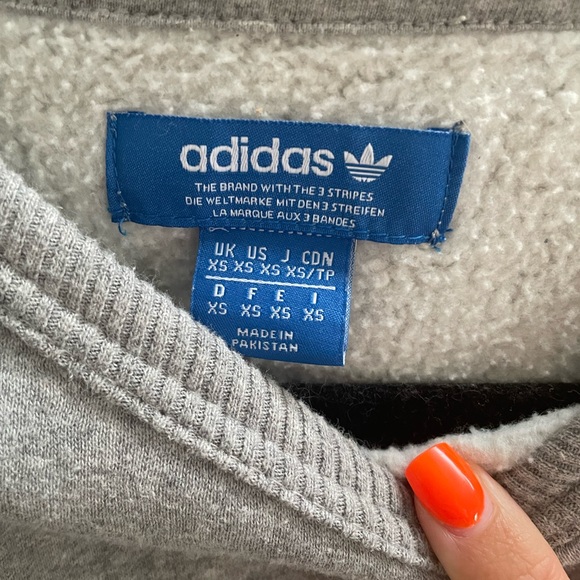 adidas
THE BRAND WITH THE 3 STRIPES
DIE WELTMARKE MIT DEN 3 STREIFEN
LA MARQUE AUX 3 BANDES
UK US J CDN
XS XS XS XS/TP
D F E I
XS XS XS XS
MADE IN
PAKISTAN